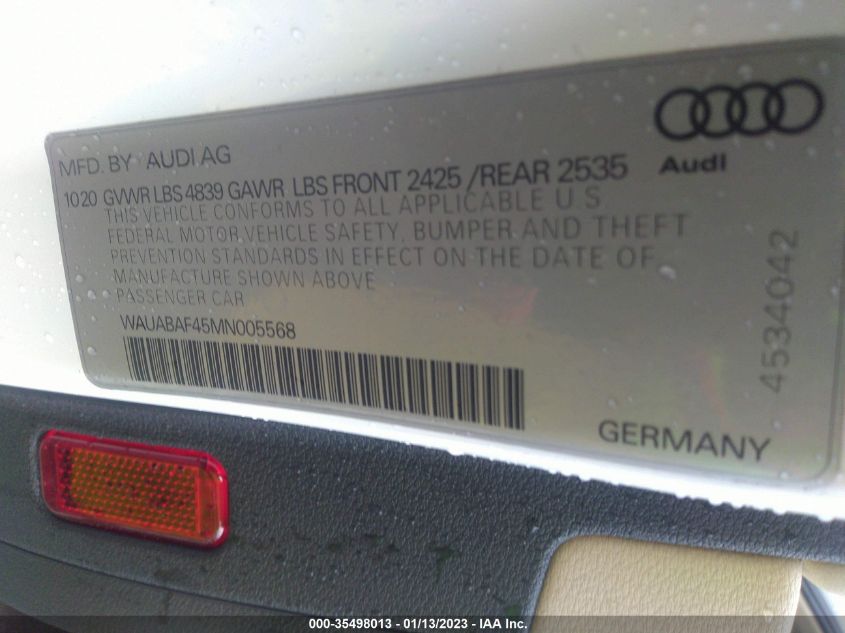 MFD. BY AUDI AG
Audi
10 20 GVWR LBS 4839 GAWR LBS FRONT 2425 /REAR 2535
THIS VEHICLE CONFORMS TO ALL APPLICABLE U.S
FEDERAL MOTOR VEHICLE SAFETY, BUMPER AND THEFT
PREVENTION STANDARDS IN EFFECT ON THE DATE OF
MANUFACTURE SHOWN ABOVE
PASSENGER CAR
WAUABAF45MN005568
4534042
GERMANY
000-35498013 - 01/13/2023 - © IAA Inc.